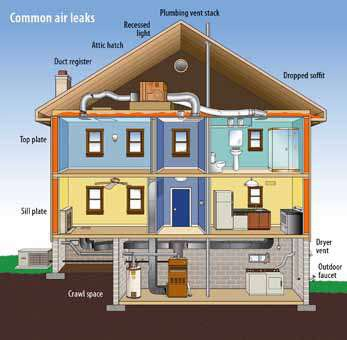 Common air leaks
Plumbing vent stack
Recessed
light
Attic hatch
Duct register
Dropped soffit
Top plate
Sill plate
Dryer
vent
Outdoor
faucet
Crawl space